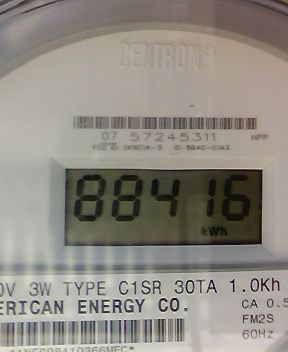 CENTRON®
07 57245311
88416
kWh
3W TYPE C1SR 30TA 1.0Kh
ERICAN ENERGY CO.
CA 0.5
FM2S
60Hz